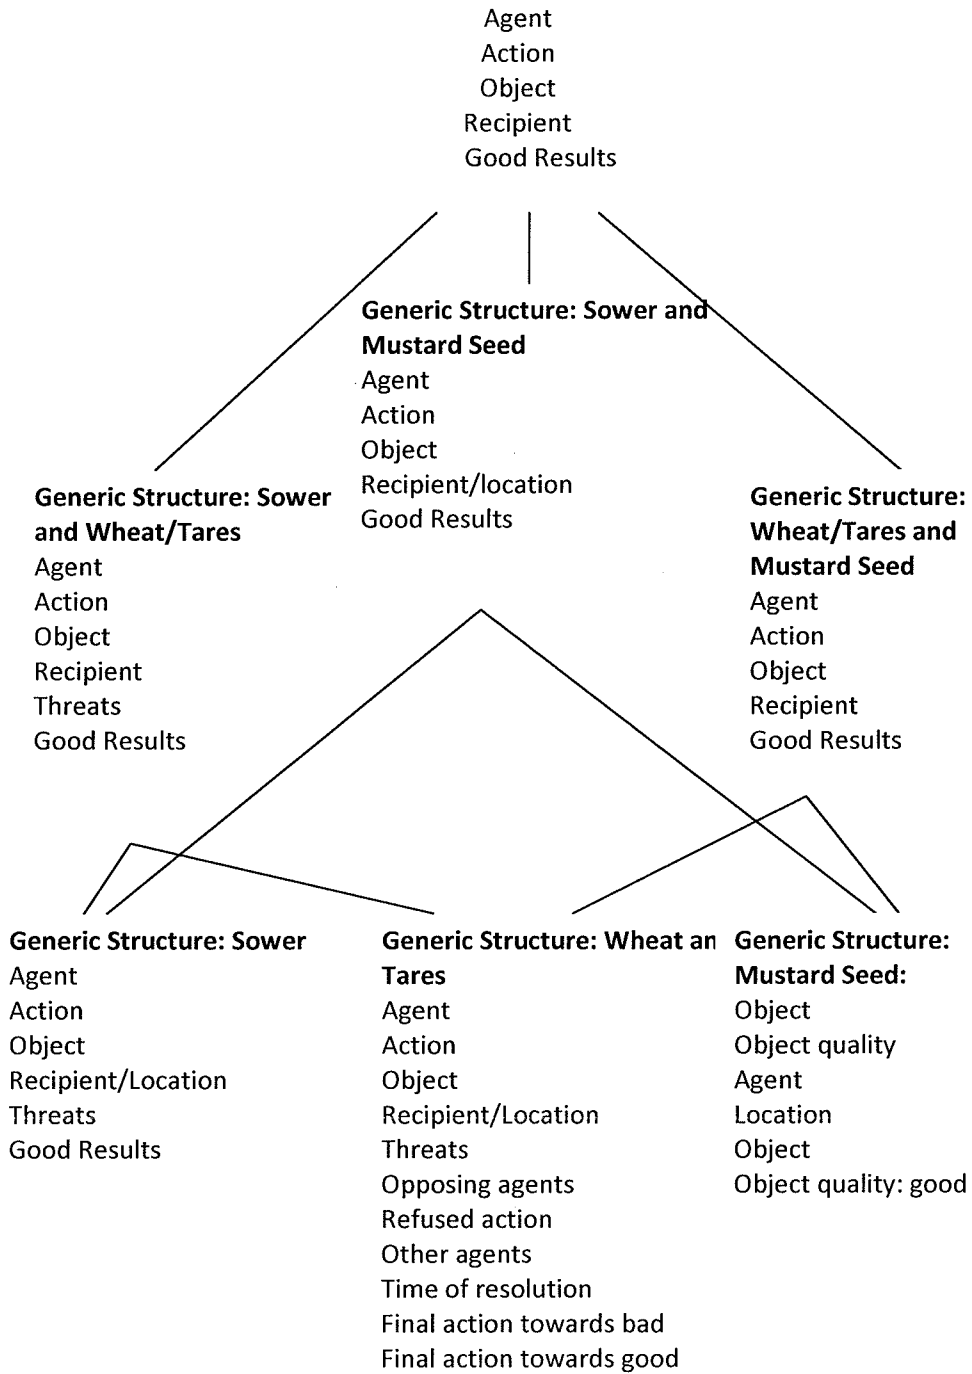 Agent
Action
Object
Recipient
Good Results
Generic Structure: Sower and
Mustard Seed
Agent
Action
Object
Recipient/location
Good Results
Generic Structure: Sower
and Wheat/Tares
Agent
Action
Object
Recipient
Threats
Good Results
Generic Structure:
Wheat/Tares and
Mustard Seed
Agent
Action
Object
Recipient
Good Results
Generic Structure: Sower
Agent
Action
Object
Recipient/Location
Threats
Good Results
Generic Structure: Wheat an
Tares
Agent
Action
Object
Recipient/Location
Threats
Opposing agents
Refused action
Other agents
Time of resolution
Final action towards bad
Final action towards good
Generic Structure:
Mustard Seed:
Object
Object quality
Agent
Location
Object
Object quality: good